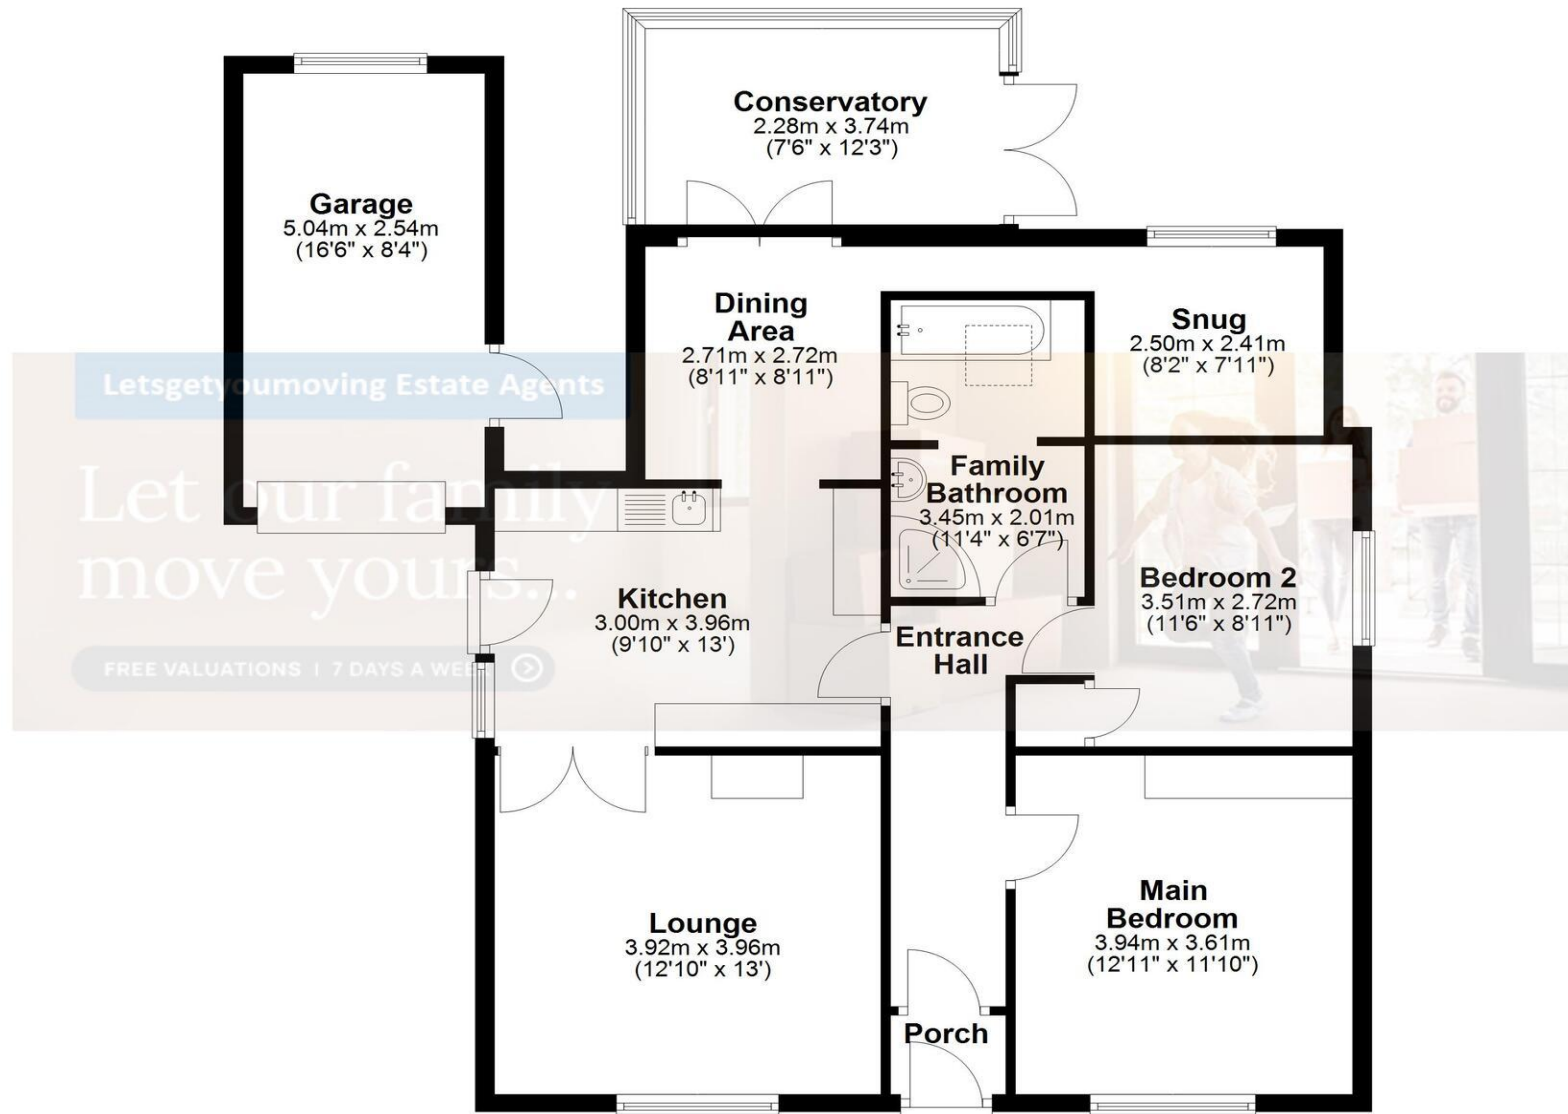 Conservatory
2.28m x 3.74m
(7'6" x 12'3")
Garage
5.04m x 2.54m
(16'6" x 8'4")
Dining
Area
2.71m x 2.72m
(8'11" x 8'11")
Snug
2.50m x 2.41m
(8'2" x 7'11")
Letsgetyoumoving Estate Agents
Let our family
move yours...
FREE VALUATIONS | 7 DAYS A WEEK
Family
Bathroom
3.45m x 2.01m
(11'4" x 6'7")
Kitchen
3.00m x 3.96m
(9'10" x 13')
Bedroom 2
3.51m x 2.72m
(11'6" x 8'11")
Entrance
Hall
Lounge
3.92m x 3.96m
(12'10" x 13')
Main
Bedroom
3.94m x 3.61m
(12'11" x 11'10")
Porch